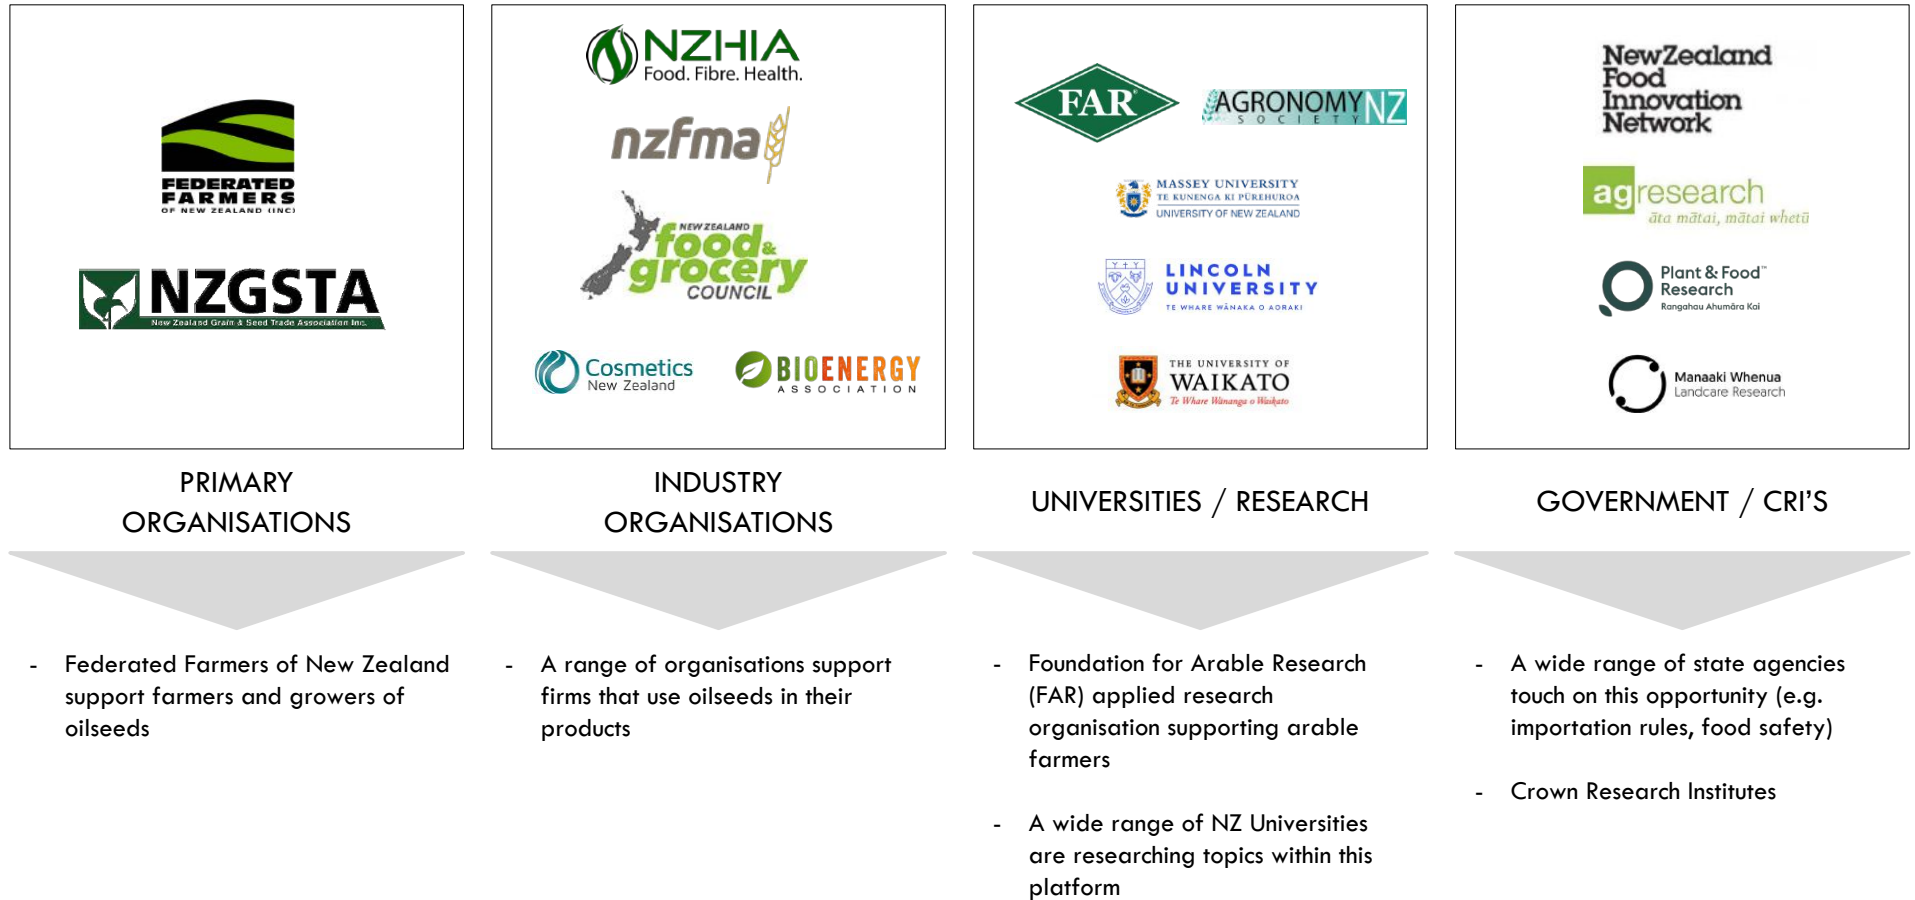 FEDERATED
FARMERS
OF NEW ZEALAND (INC)
NZGSTA
New Zealand Grain & Seed Trade Association Inc.
PRIMARY
ORGANISATIONS
- Federated Farmers of New Zealand
support farmers and growers of
oilseeds
NZHIA
Food. Fibre. Health.
nzfma
NEW ZEALAND
food &
grocery
COUNCIL
Cosmetics
New Zealand
BIOENERGY
ASSOCIATION
INDUSTRY
ORGANISATIONS
- A range of organisations support
firms that use oilseeds in their
products
FAR
AGRONOMY NZ
SOCIETY
MASSEY UNIVERSITY
TE KUNENGA KI PŪREHUROA
UNIVERSITY OF NEW ZEALAND
LINCOLN
UNIVERSITY
TE WHARE WĀNAKA O AORAKI
THE UNIVERSITY OF
WAIKATO
Te Whare Wānanga o Waikato
UNIVERSITIES / RESEARCH
- Foundation for Arable Research
(FAR) applied research
organisation supporting arable
farmers
- A wide range of NZ Universities
are researching topics within this
platform
NewZealand
Food
Innovation
Network
agresearch
āta mātai, mātai whetū
Plant & Food™
Research
Rangahau Ahumāra Kai
Manaaki Whenua
Landcare Research
GOVERNMENT / CRI’S
- A wide range of state agencies
touch on this opportunity (e.g.
importation rules, food safety)
- Crown Research Institutes